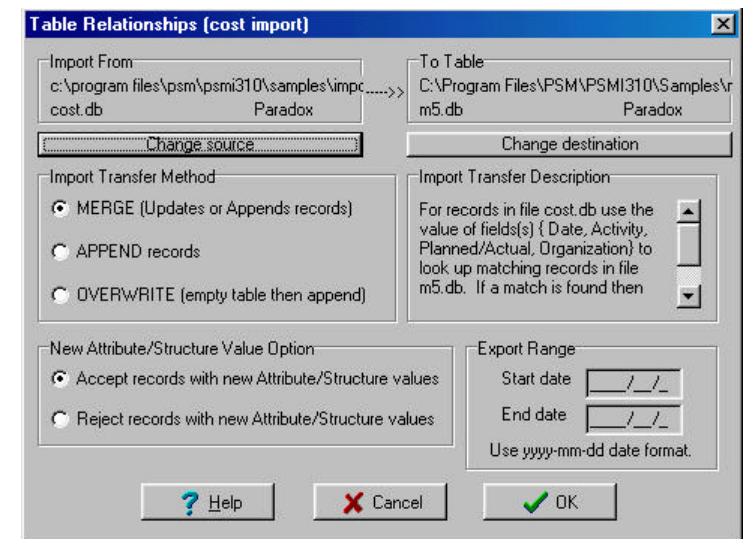 Table Relationships (cost import)
Import From
c:\program files\psm\psmi310\samples\impc
cost.db Paradox
.....>>
To Table
C:\Program Files\PSM\PSMI310\Samples\r
m5.db Paradox
Change source
Change destination
Import Transfer Method
MERGE (Updates or Appends records)
APPEND records
OVERWRITE (empty table then append)
Import Transfer Description
For records in file cost.db use the
value of fields(s) { Date, Activity,
Planned/Actual, Organization} to
look up matching records in file
m5.db. If a match is found then
New Attribute/Structure Value Option
Accept records with new Attribute/Structure values
Reject records with new Attribute/Structure values
Export Range
Start date ____/__/_
End date ____/__/_
Use yyyy-mm-dd date format.
? Help
Cancel
OK